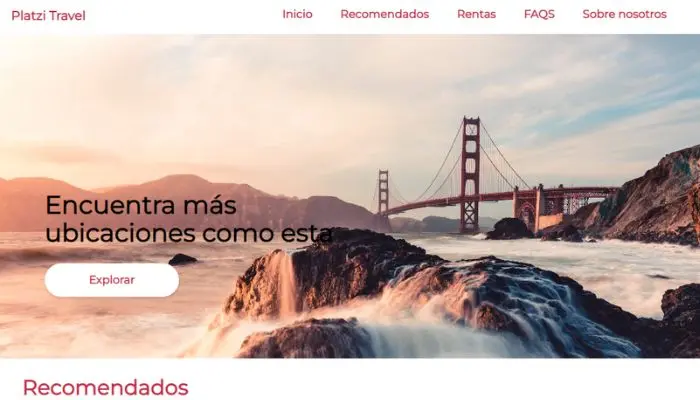 Platzi Travel
Inicio Recomendados Rentas FAQS Sobre nosotros
Encuentra más
ubicaciones como esta
Explorar
Recomendados